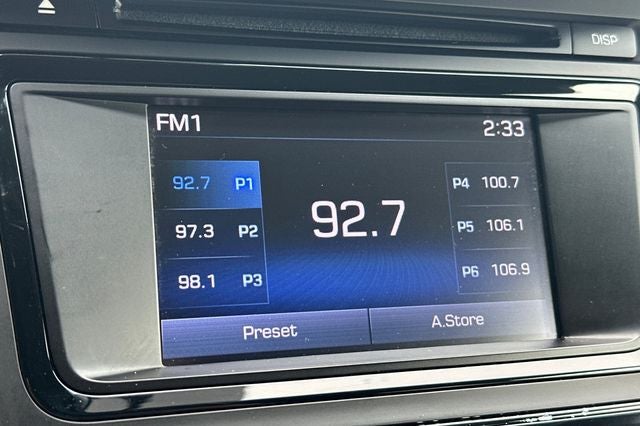 DISP
FM1 2:33
92.7 P1
97.3 P2
98.1 P3
92.7
P4 100.7
P5 106.1
P6 106.9
Preset A.Store